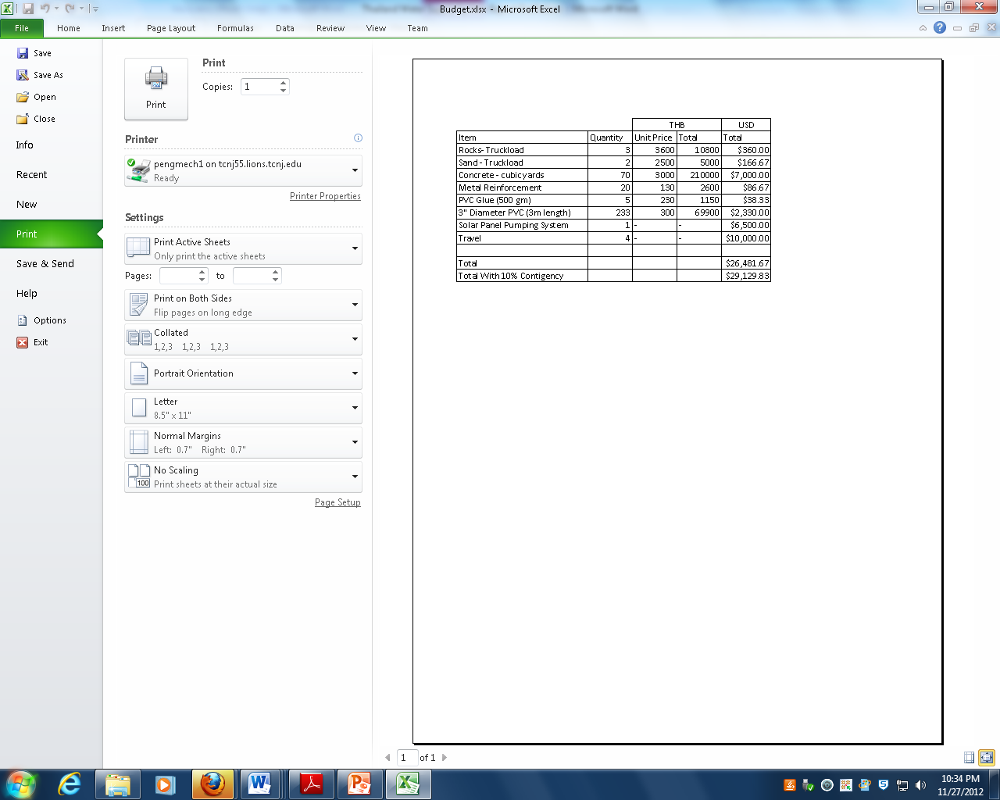 Budget.xlsx - Microsoft Excel
File Home Insert Page Layout Formulas Data Review View Team
Save
Save As
Open
Close
Info
Recent
New
Print
Save & Send
Help
Options
Exit
Print
Print
Copies: 1
Printer
pengmech1 on tcnj55.lions.tcnj.edu
Ready
Printer Properties
Settings
Print Active Sheets
Only print the active sheets
Pages: to
Print on Both Sides
Flip pages on long edge
Collated
1,2,3 1,2,3 1,2,3
Portrait Orientation
Letter
8.5" x 11"
Normal Margins
Left: 0.7" Right: 0.7"
No Scaling
100
Print sheets at their actual size
Page Setup
THB USD
Item Quantity Unit Price Total Total
Rocks- Truckload 3 3600 10800 $360.00
Sand - Truckload 2 2500 5000 $166.67
Concrete - cubic yards 70 3000 210000 $7,000.00
Metal Reinforcement 20 130 2600 $86.67
PVC Glue (500 gm) 5 230 1150 $38.33
3" Diameter PVC (3m length) 233 300 69900 $2,330.00
Solar Panel Pumping System 1 - - $6,500.00
Travel 4 - - $10,000.00
Total $26,481.67
Total With 10% Contigency $29,129.83
1 of 1
10:34 PM
11/27/2012